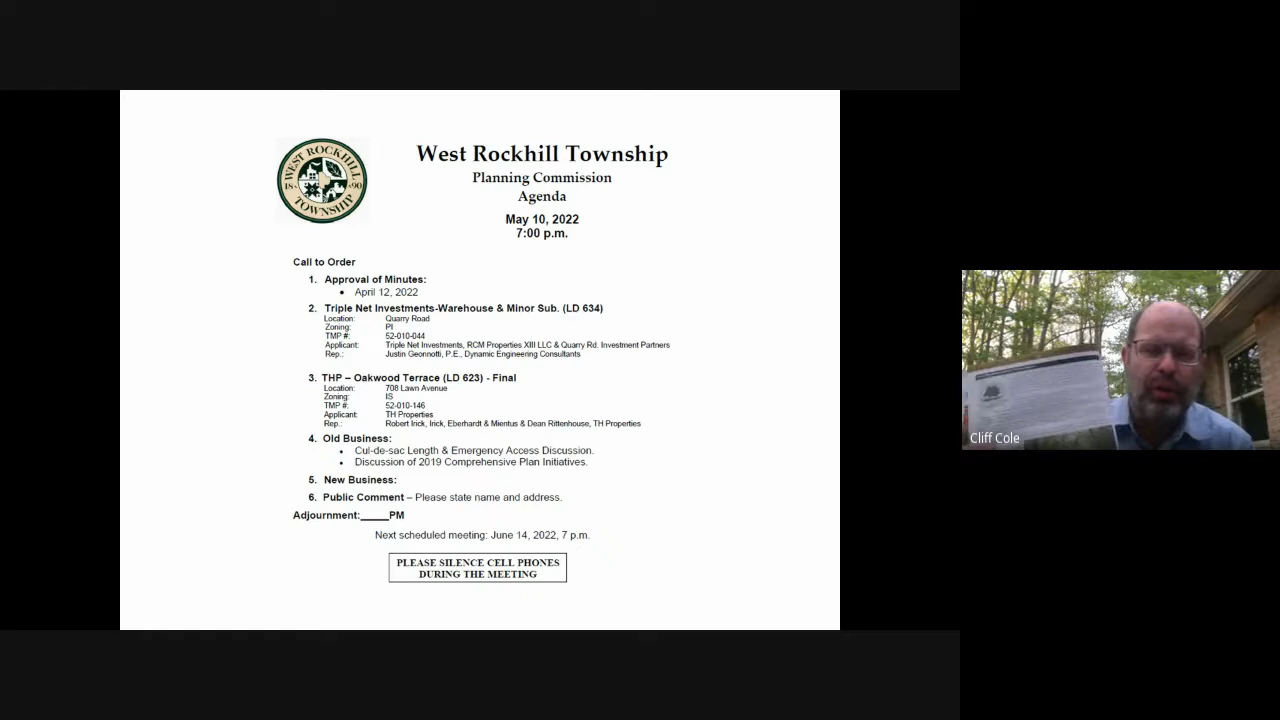 WEST ROCKHILL
18 90
TOWNSHIP
West Rockhill Township
Planning Commission
Agenda
May 10, 2022
7:00 p.m.
Call to Order
1. Approval of Minutes:
• April 12, 2022
2. Triple Net Investments-Warehouse & Minor Sub. (LD 634)
Location: Quarry Road
Zoning: PI
TMP #: 52-010-044
Applicant: Triple Net Investments, RCM Properties XIII LLC & Quarry Rd. Investment Partners
Rep.: Justin Geonnotti, P.E., Dynamic Engineering Consultants
3. THP – Oakwood Terrace (LD 623) - Final
Location: 708 Lawn Avenue
Zoning: IS
TMP #: 52-010-146
Applicant: TH Properties
Rep.: Robert Irick, Irick, Eberhardt & Mientus & Dean Rittenhouse, TH Properties
4. Old Business:
• Cul-de-sac Length & Emergency Access Discussion.
• Discussion of 2019 Comprehensive Plan Initiatives.
5. New Business:
6. Public Comment – Please state name and address.
Adjournment:_____PM
Next scheduled meeting: June 14, 2022, 7 p.m.
PLEASE SILENCE CELL PHONES
DURING THE MEETING
Cliff Cole